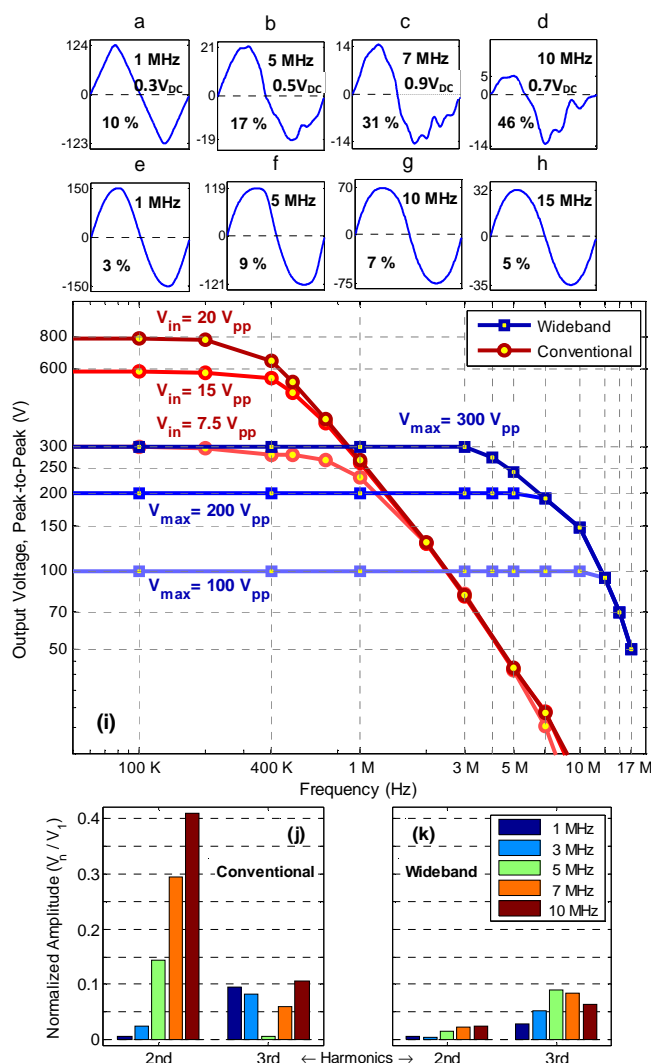 a b c d
124 0 -123
1 MHz
0.3V_DC
10 %
21 0 -19
5 MHz
0.5V_DC
17 %
14 0 -14
7 MHz
0.9V_DC
31 %
5 0 -14
10 MHz
0.7V_DC
46 %
e f g h
150 0 -150
1 MHz
3 %
119 0 -121
5 MHz
9 %
70 0 -75
10 MHz
7 %
32 0 -35
15 MHz
5 %
Output Voltage, Peak-to-Peak (V)
800
600
300
250
200
150
100
70
50
V_in= 20 V_pp
V_in= 15 V_pp
V_in= 7.5 V_pp
V_max= 300 V_pp
V_max= 200 V_pp
V_max= 100 V_pp
Wideband
Conventional
(i)
100 K 400 K 1 M 3 M 5 M 10 M 17 M
Frequency (Hz)
Normalized Amplitude (V_n / V_1)
0.4
0.3
0.2
0.1
0
(j)
Conventional
(k)
Wideband
1 MHz
3 MHz
5 MHz
7 MHz
10 MHz
2nd 3rd ← Harmonics → 2nd 3rd